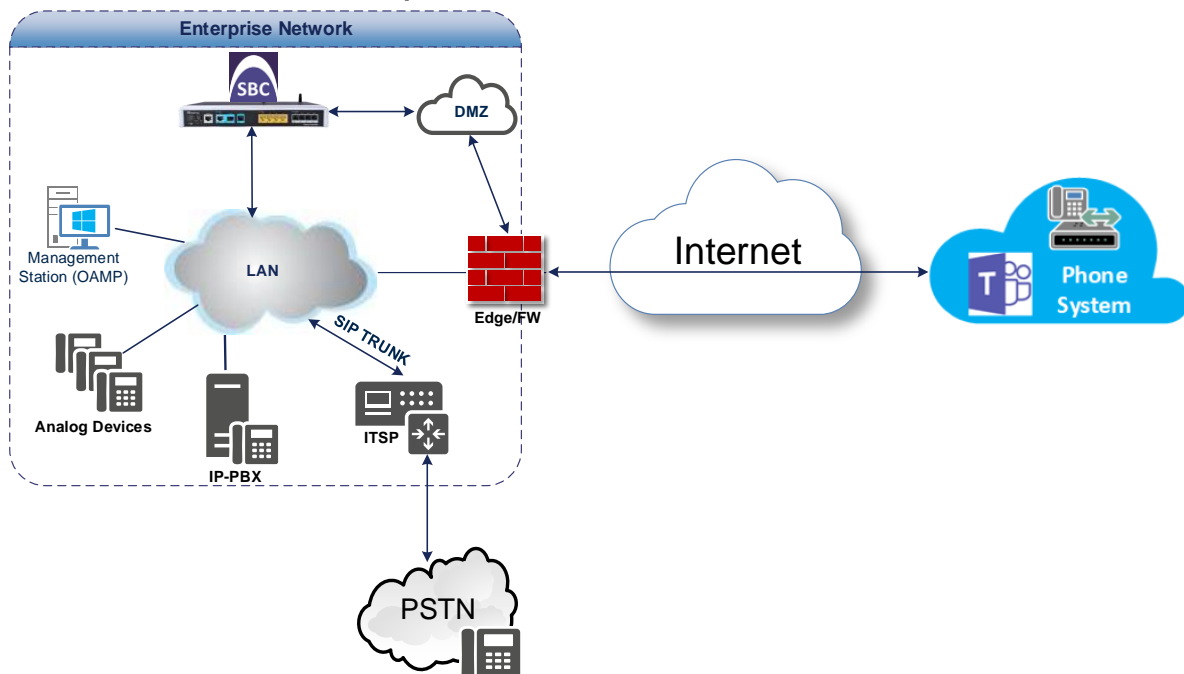 Enterprise Network
SBC
DMZ
Management
Station (OAMP)
LAN
Edge/FW
Internet
T
Phone
System
SIP TRUNK
Analog Devices
IP-PBX
ITSP
PSTN